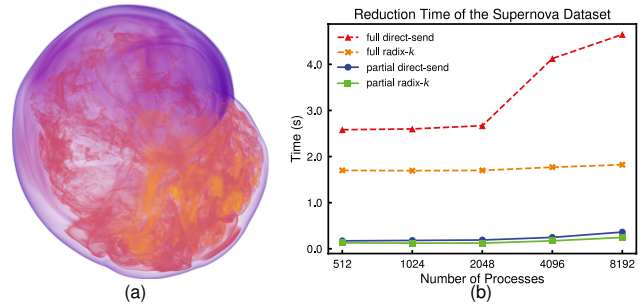 Reduction Time of the Supernova Dataset
full direct-send
full radix-k
partial direct-send
partial radix-k
Time (s)
4.0
3.0
2.0
1.0
0.0
512 1024 2048 4096 8192
Number of Processes
(a) (b)